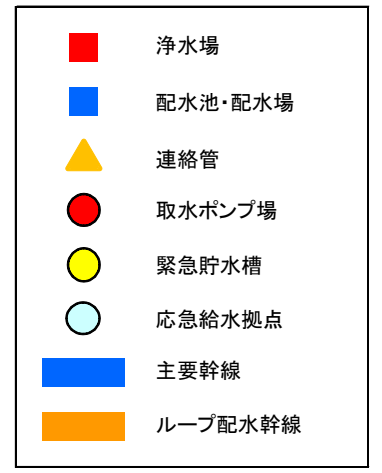 浄水場
配水池・配水場
連絡管
取水ポンプ場
緊急貯水槽
応急給水拠点
主要幹線
ループ配水幹線